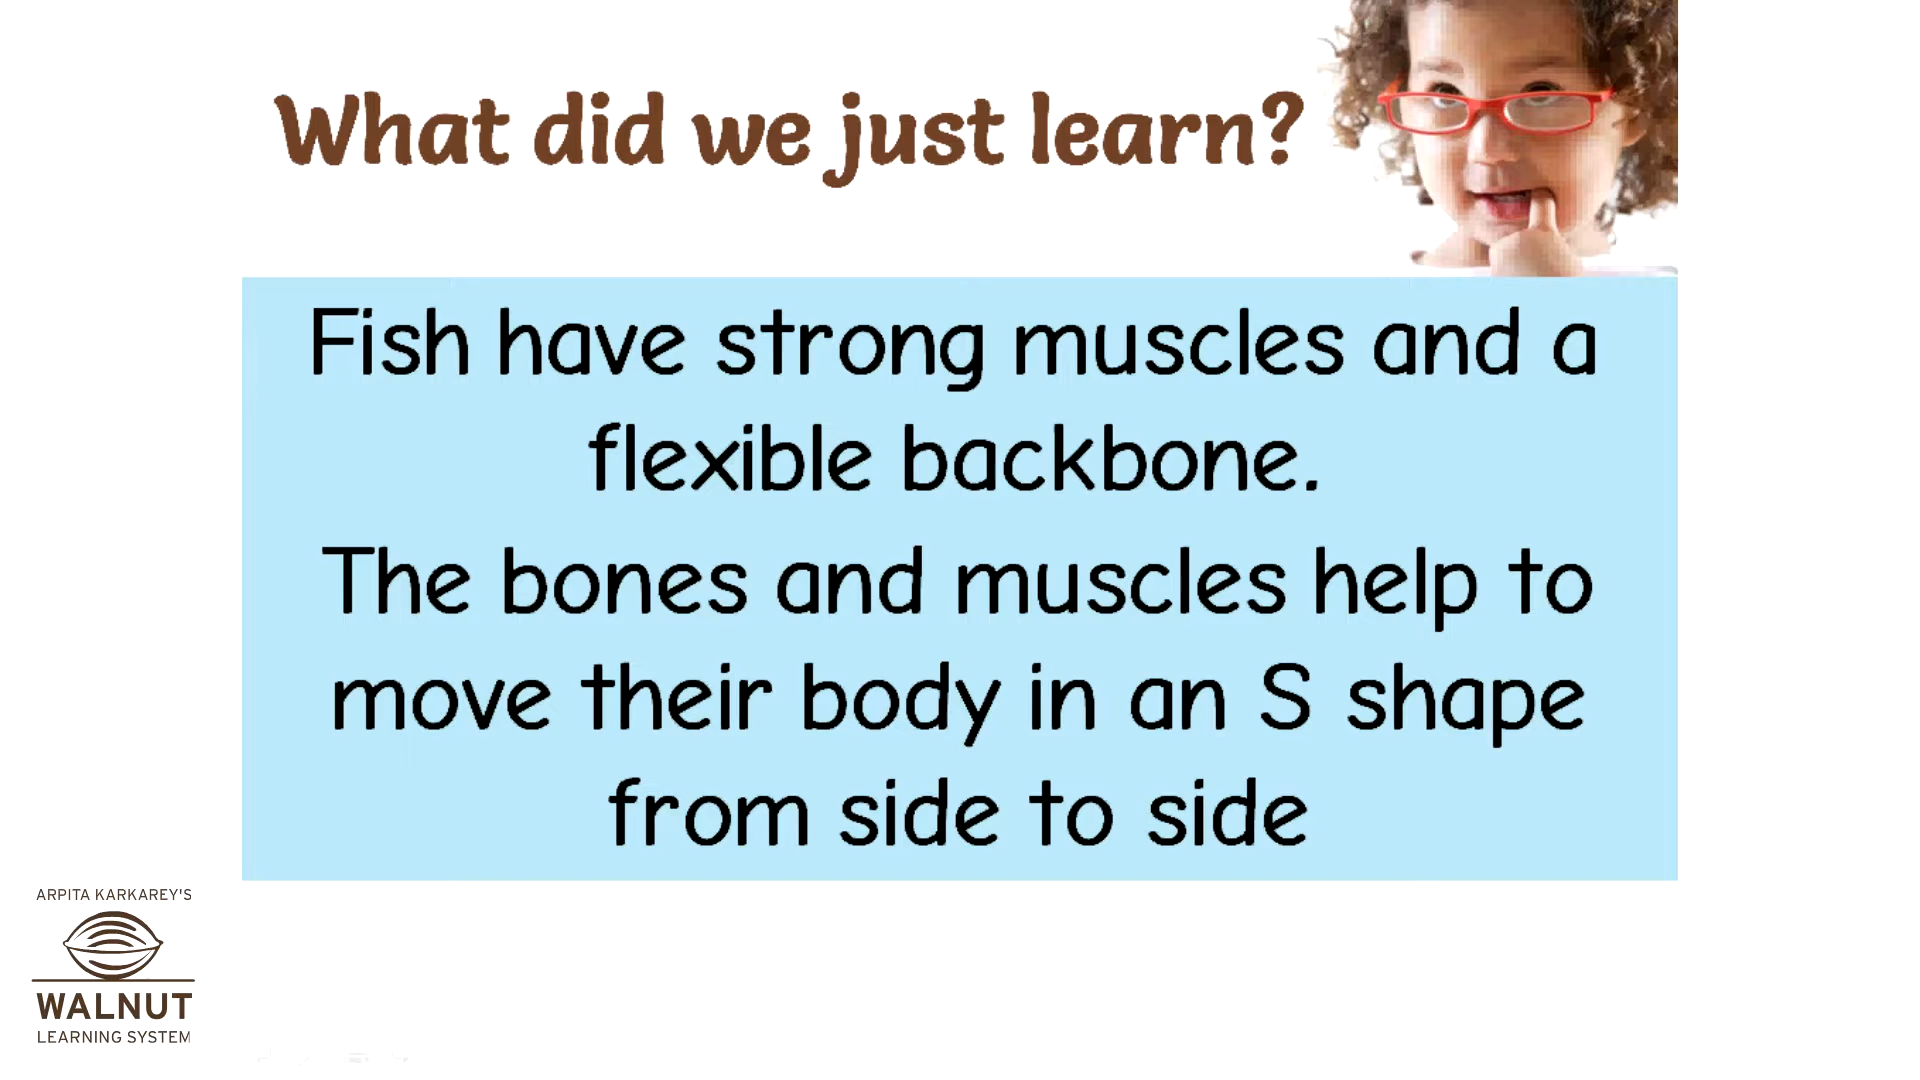 What did we just learn?
Fish have strong muscles and a
flexible backbone.
The bones and muscles help to
move their body in an S shape
from side to side
ARPITA KARKAREY'S
WALNUT
LEARNING SYSTEM